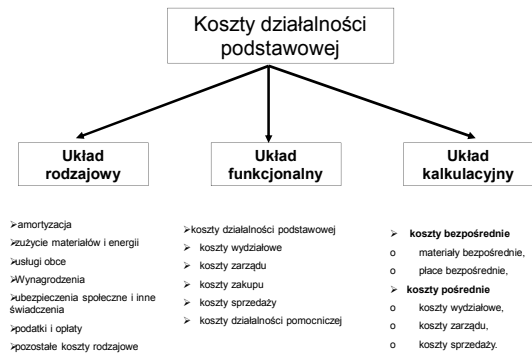 Koszty działalności
podstawowej
Układ
rodzajowy
Układ
funkcjonalny
Układ
kalkulacyjny
➢amortyzacja
➢zużycie materiałów i energii
➢usługi obce
➢Wynagrodzenia
➢ubezpieczenia społeczne i inne
świadczenia
➢podatki i opłaty
➢pozostałe koszty rodzajowe
➢koszty działalności podstawowej
➢ koszty wydziałowe
➢ koszty zarządu
➢ koszty zakupu
➢ koszty sprzedaży
➢ koszty działalności pomocniczej
➢ koszty bezpośrednie
o materiały bezpośrednie,
o płace bezpośrednie,
➢ koszty pośrednie
o koszty wydziałowe,
o koszty zarządu,
o koszty sprzedaży.